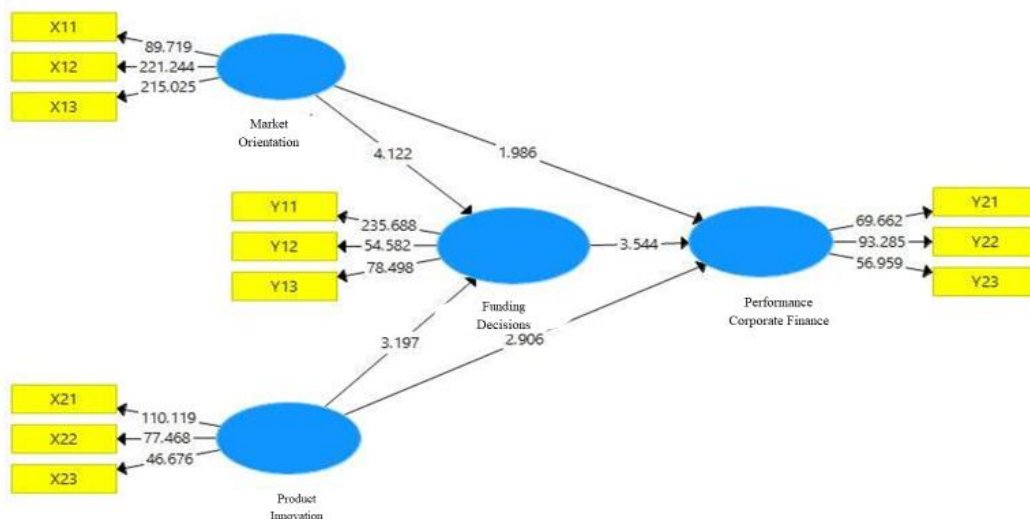 X11
89.719
X12
221.244
X13
215.025
Market
Orientation
4.122
1.986
Y11
235.688
Y12
54.582
Y13
78.498
Funding
Decisions
3.544
Y21
69.662
Y22
93.285
Y23
56.959
Performance
Corporate Finance
3.197
2.906
X21
110.119
X22
77.468
X23
46.676
Product
Innovation